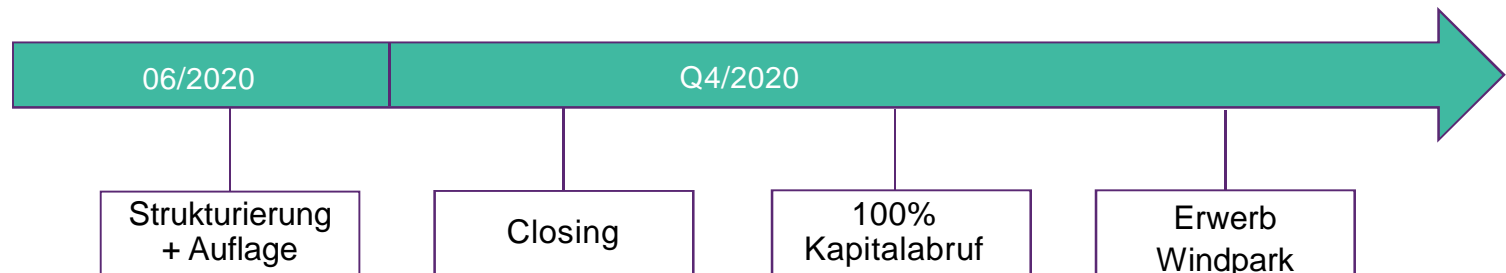 06/2020
Q4/2020
Strukturierung
+ Auflage
Closing
100%
Kapitalabruf
Erwerb
Windpark